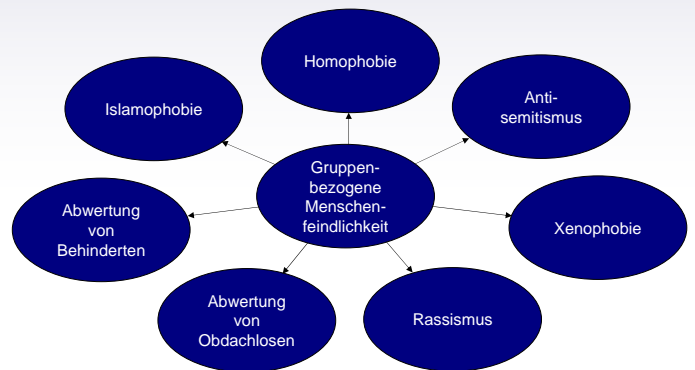 Homophobie
Islamophobie
Anti-
semitismus
Gruppen-
bezogene
Menschen-
feindlichkeit
Abwertung
von
Behinderten
Xenophobie
Abwertung
von
Obdachlosen
Rassismus